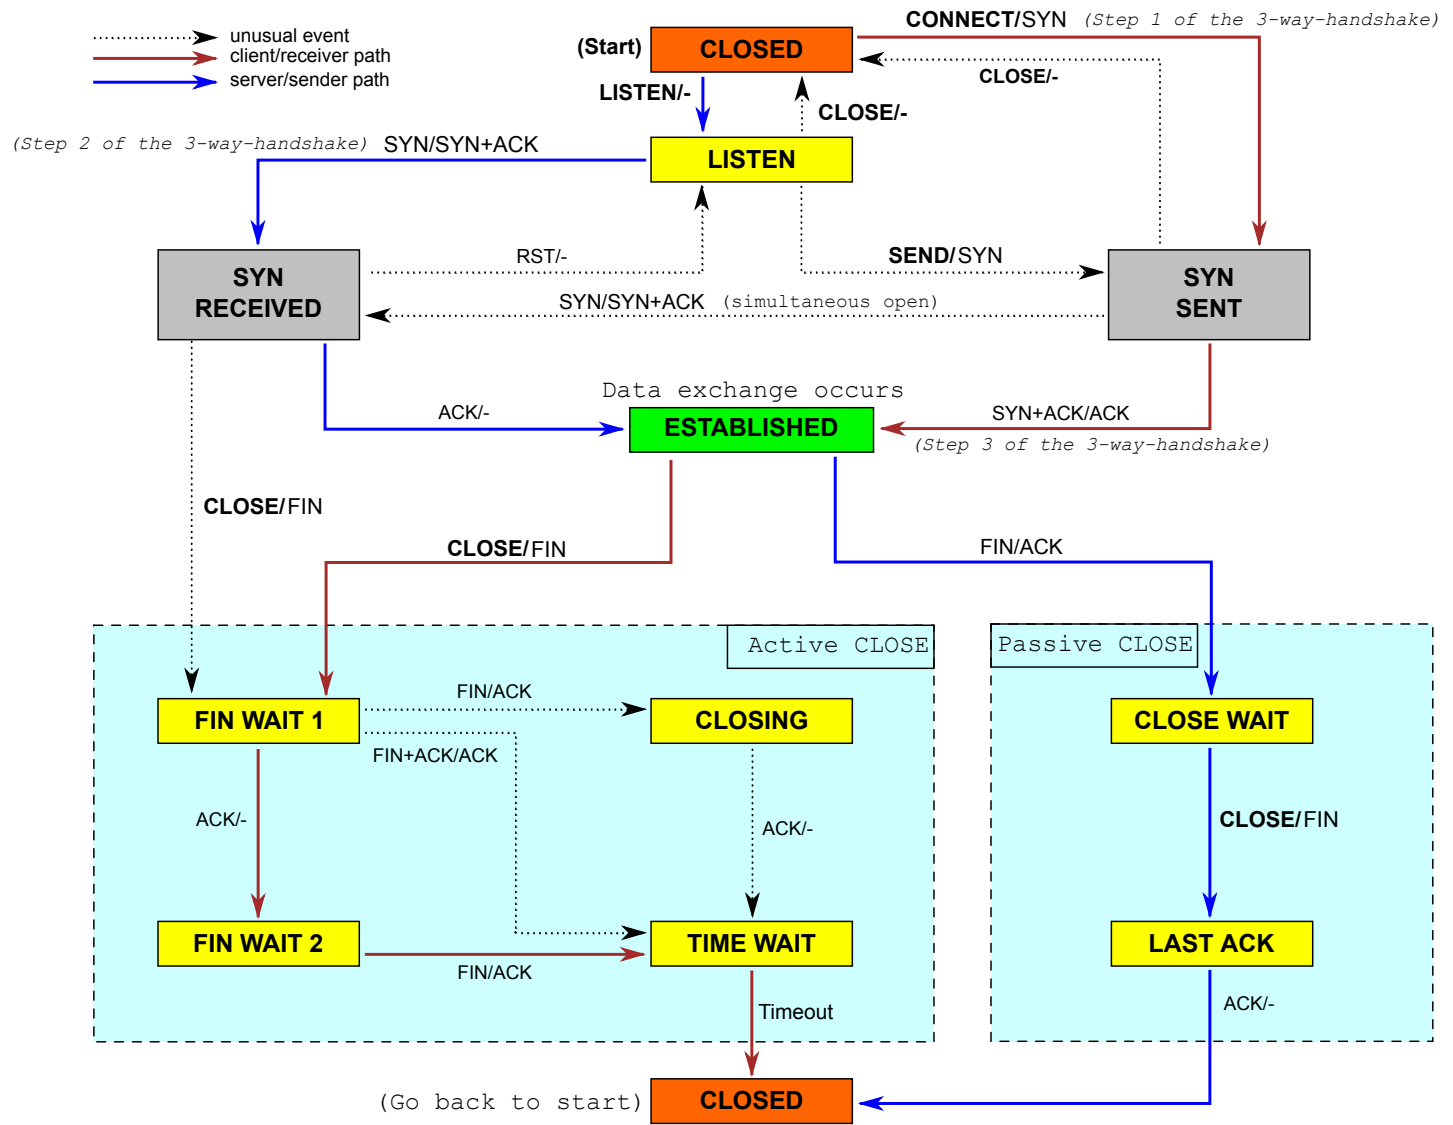 CONNECT/SYN (Step 1 of the 3-way-handshake)
unusual event
client/receiver path
server/sender path
(Start)
CLOSED
CLOSE/-
LISTEN/-
CLOSE/-
(Step 2 of the 3-way-handshake) SYN/SYN+ACK
LISTEN
RST/-
SEND/SYN
SYN
RECEIVED
SYN
SENT
SYN/SYN+ACK (simultaneous open)
Data exchange occurs
ACK/-
ESTABLISHED
SYN+ACK/ACK
(Step 3 of the 3-way-handshake)
CLOSE/FIN
CLOSE/FIN
FIN/ACK
Active CLOSE
Passive CLOSE
FIN WAIT 1
FIN/ACK
CLOSING
CLOSE WAIT
FIN+ACK/ACK
ACK/-
ACK/-
CLOSE/FIN
FIN WAIT 2
TIME WAIT
LAST ACK
FIN/ACK
Timeout
ACK/-
(Go back to start)
CLOSED